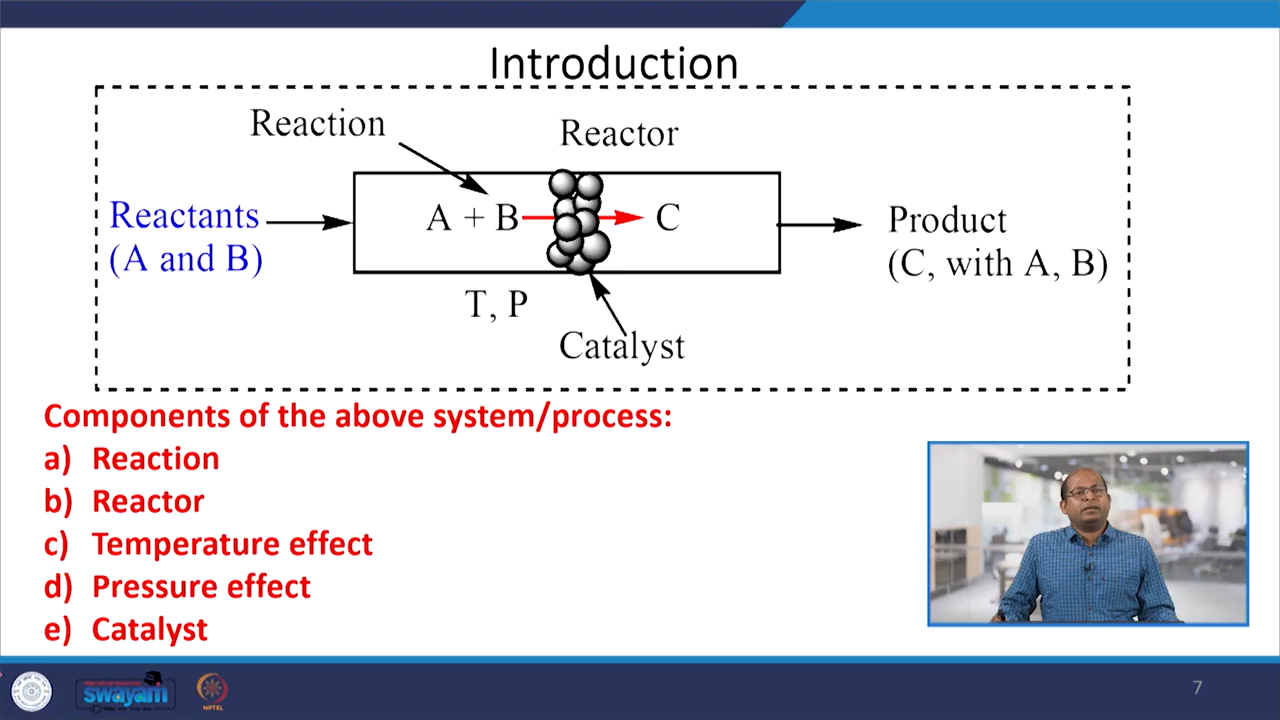 Introduction
Reaction
Reactor
Reactants
(A and B)
A + B
C
Product
(C, with A, B)
T, P
Catalyst
Components of the above system/process:
a) Reaction
b) Reactor
c) Temperature effect
d) Pressure effect
e) Catalyst
swayam
NPTEL
7